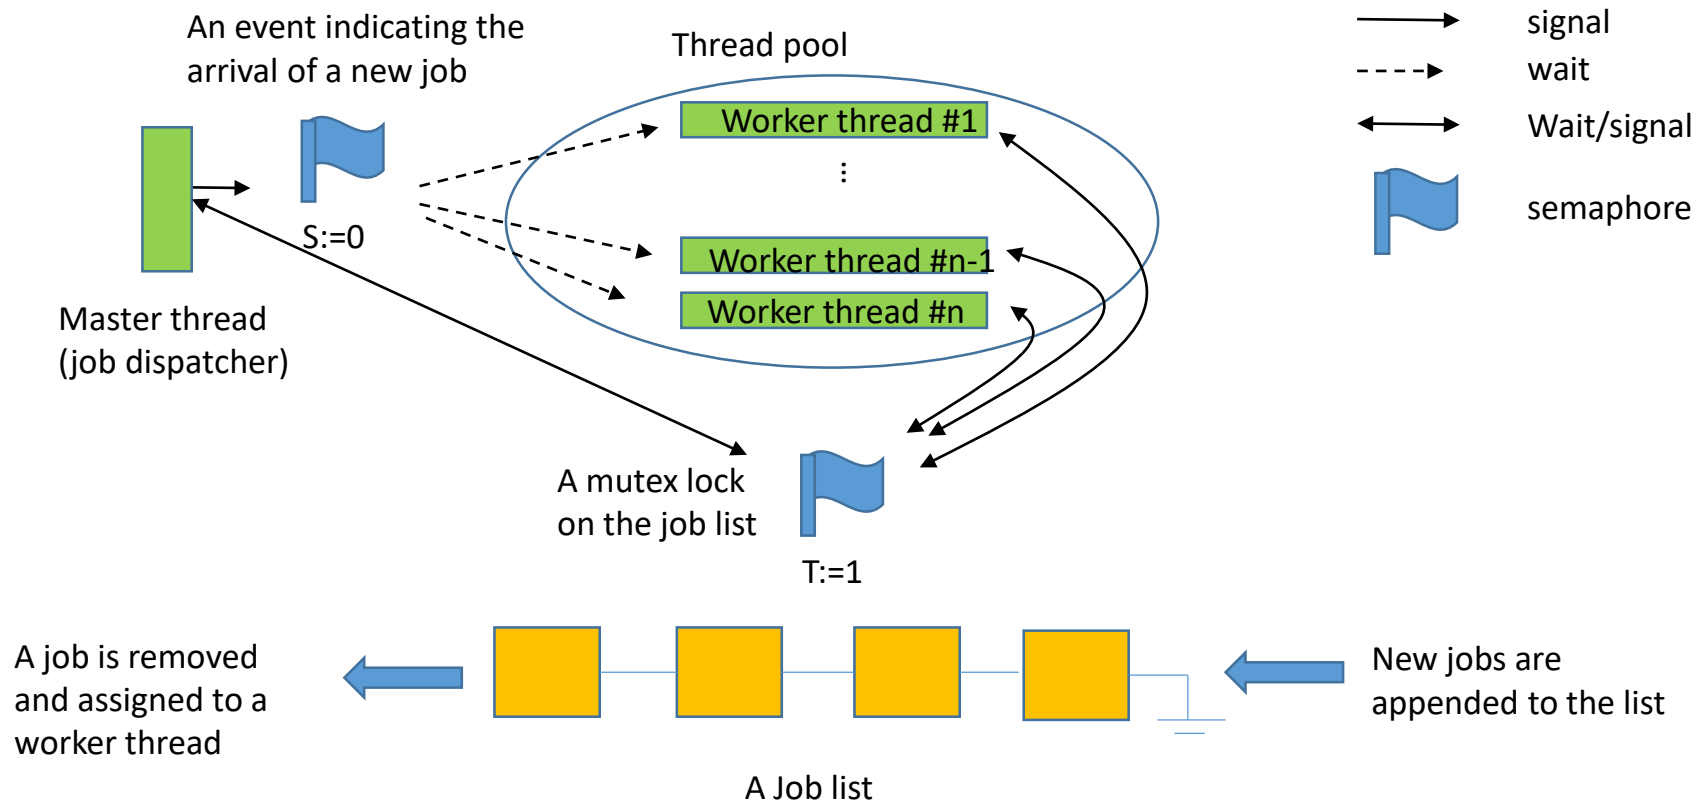 An event indicating the
arrival of a new job
Thread pool
signal
wait
Wait/signal
semaphore
Worker thread #1
...
Worker thread #n-1
Worker thread #n
S:=0
Master thread
(job dispatcher)
A mutex lock
on the job list
T:=1
A job is removed
and assigned to a
worker thread
New jobs are
appended to the list
A Job list